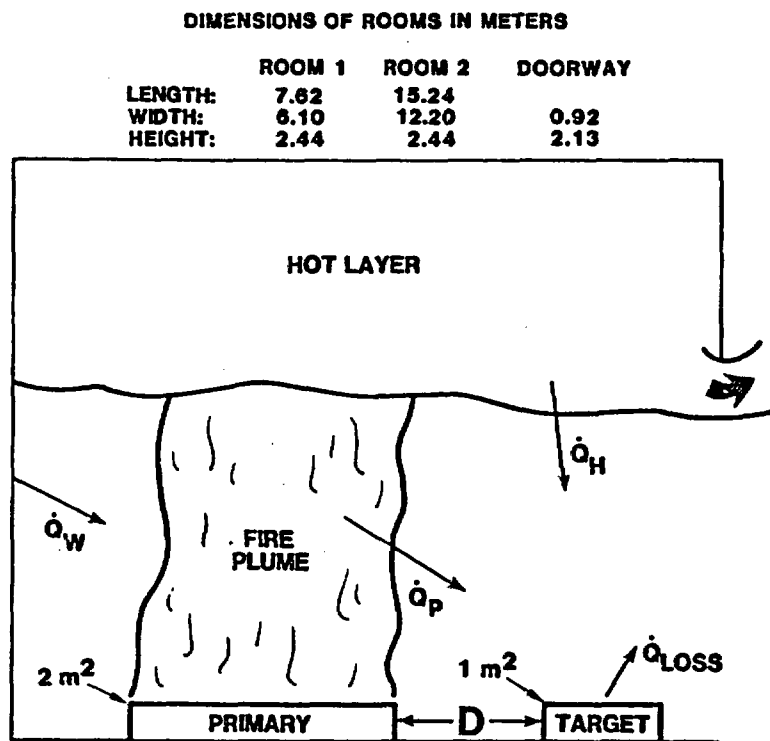 DIMENSIONS OF ROOMS IN METERS
ROOM 1 ROOM 2 DOORWAY
LENGTH: 7.62 15.24
WIDTH: 6.10 12.20 0.92
HEIGHT: 2.44 2.44 2.13
HOT LAYER
Q̇H
Q̇W
FIRE
PLUME
Q̇P
2 m²
1 m²
Q̇LOSS
PRIMARY
D
TARGET